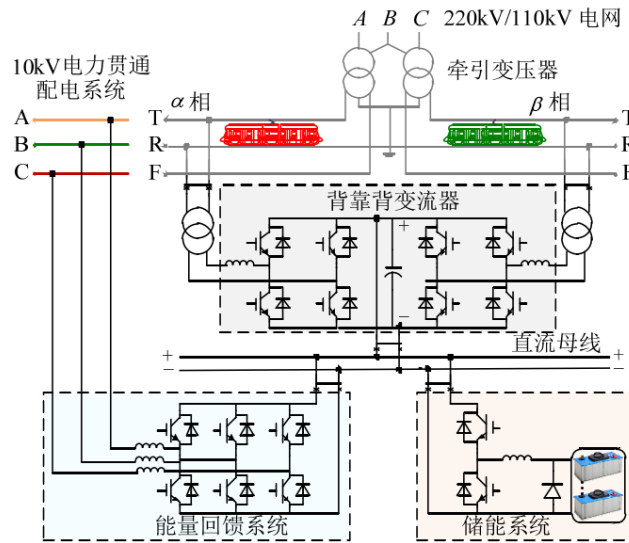 A B C 220kV/110kV 电网
10kV电力贯通
配电系统
牵引变压器
α相
β相
A T T
B R R
C F F
背靠背变流器
+
−
直流母线
+ +
− −
能量回馈系统
储能系统